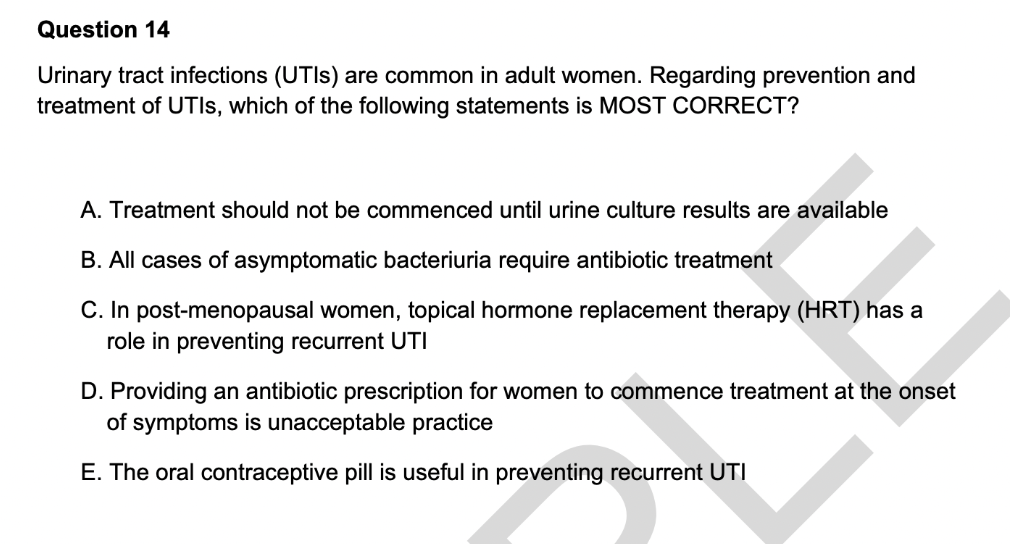 Question 14
Urinary tract infections (UTIs) are common in adult women. Regarding prevention and
treatment of UTIs, which of the following statements is MOST CORRECT?
A. Treatment should not be commenced until urine culture results are available
B. All cases of asymptomatic bacteriuria require antibiotic treatment
C. In post-menopausal women, topical hormone replacement therapy (HRT) has a
role in preventing recurrent UTI
D. Providing an antibiotic prescription for women to commence treatment at the onset
of symptoms is unacceptable practice
E. The oral contraceptive pill is useful in preventing recurrent UTI
PLE